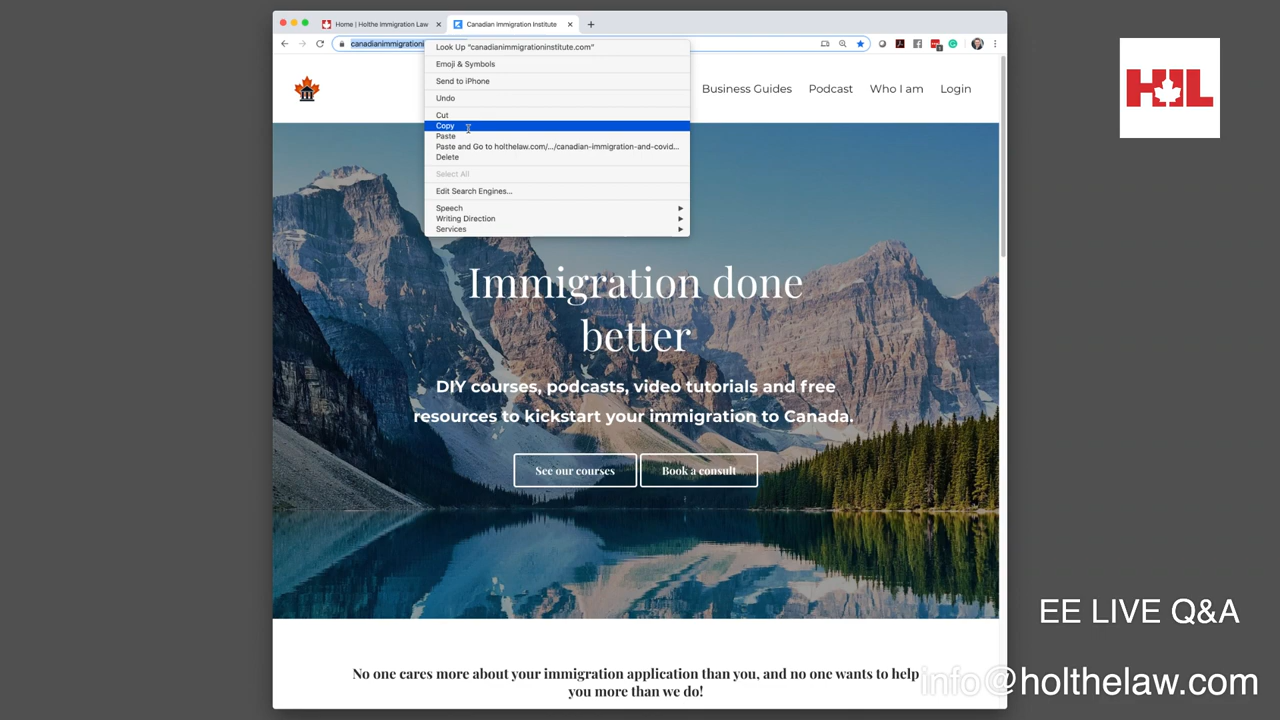 Home | Holthe Immigration Law
Canadian Immigration Institute
canadianimmigrationi
Look Up "canadianimmigrationinstitute.com"
Emoji & Symbols
Send to iPhone
Undo
Cut
Copy
Paste
Paste and Go to holthelaw.com/.../canadian-immigration-and-covid...
Delete
Select All
Edit Search Engines...
Speech
Writing Direction
Services
Business Guides
Podcast
Who I am
Login
HIL
Immigration done
better
DIY courses, podcasts, video tutorials and free
resources to kickstart your immigration to Canada.
See our courses
Book a consult
No one cares more about your immigration application than you, and no one wants to help
you more than we do!
EE LIVE Q&A
info@holthelaw.com